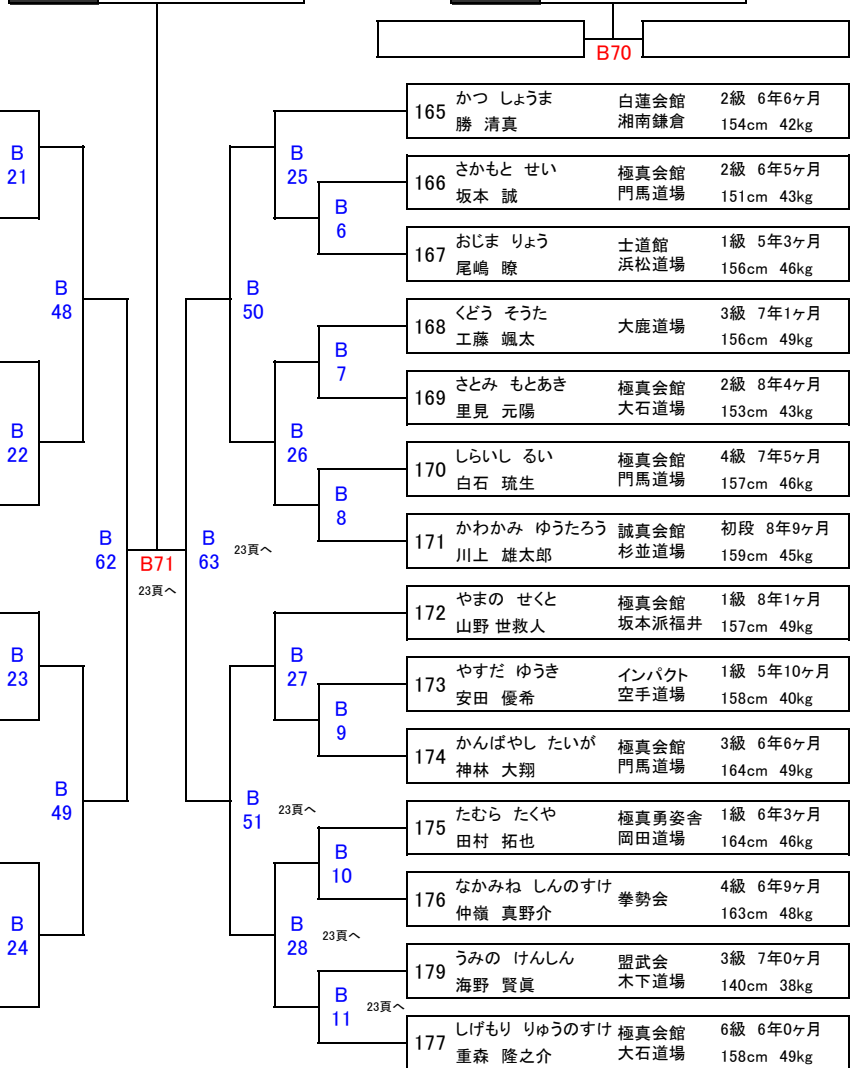 B70
165 かつ しょうま 白蓮会館 2級 6年6ヶ月
勝 清真 湘南鎌倉 154cm 42kg
166 さかもと せい 極真会館 2級 6年5ヶ月
坂本 誠 門馬道場 151cm 43kg
167 おじま りょう 士道館 1級 5年3ヶ月
尾嶋 瞭 浜松道場 156cm 46kg
168 くどう そうた 大鹿道場 3級 7年1ヶ月
工藤 颯太 156cm 49kg
169 さとみ もとあき 極真会館 2級 8年4ヶ月
里見 元陽 大石道場 153cm 43kg
170 しらいし るい 極真会館 4級 7年5ヶ月
白石 琉生 門馬道場 157cm 46kg
171 かわかみ ゆうたろう 誠真会館 初段 8年9ヶ月
川上 雄太郎 杉並道場 159cm 45kg
172 やまの せくと 極真会館 1級 8年1ヶ月
山野 世救人 坂本派福井 157cm 49kg
173 やすだ ゆうき インパクト 1級 5年10ヶ月
安田 優希 空手道場 158cm 40kg
174 かんばやし たいが 極真会館 3級 6年6ヶ月
神林 大翔 門馬道場 164cm 49kg
175 たむら たくや 極真勇姿舎 1級 6年3ヶ月
田村 拓也 岡田道場 164cm 46kg
176 なかみね しんのすけ 拳勢会 4級 6年9ヶ月
仲嶺 真野介 163cm 48kg
179 うみの けんしん 盟武会 3級 7年0ヶ月
海野 賢眞 木下道場 140cm 38kg
177 しげもり りゅうのすけ 極真会館 6級 6年0ヶ月
重森 隆之介 大石道場 158cm 49kg
B
21
B
22
B
23
B
24
B
48
B
49
B
62
B71
23頁へ
B
63
23頁へ
B
50
B
51
23頁へ
B
25
B
26
B
27
B
28
23頁へ
B
6
B
7
B
8
B
9
B
10
B
11
23頁へ